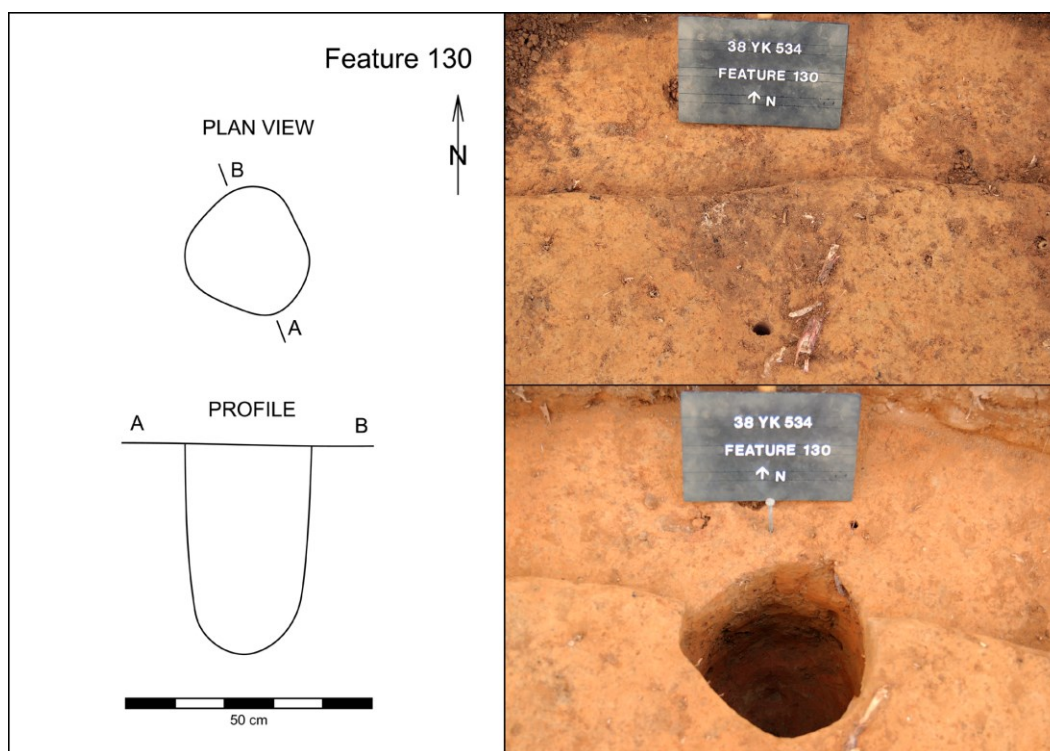 Feature 130
N
PLAN VIEW
B
A
PROFILE
A B
50 cm
38 YK 534
FEATURE 130
↑ N
38 YK 534
FEATURE 130
↑ N